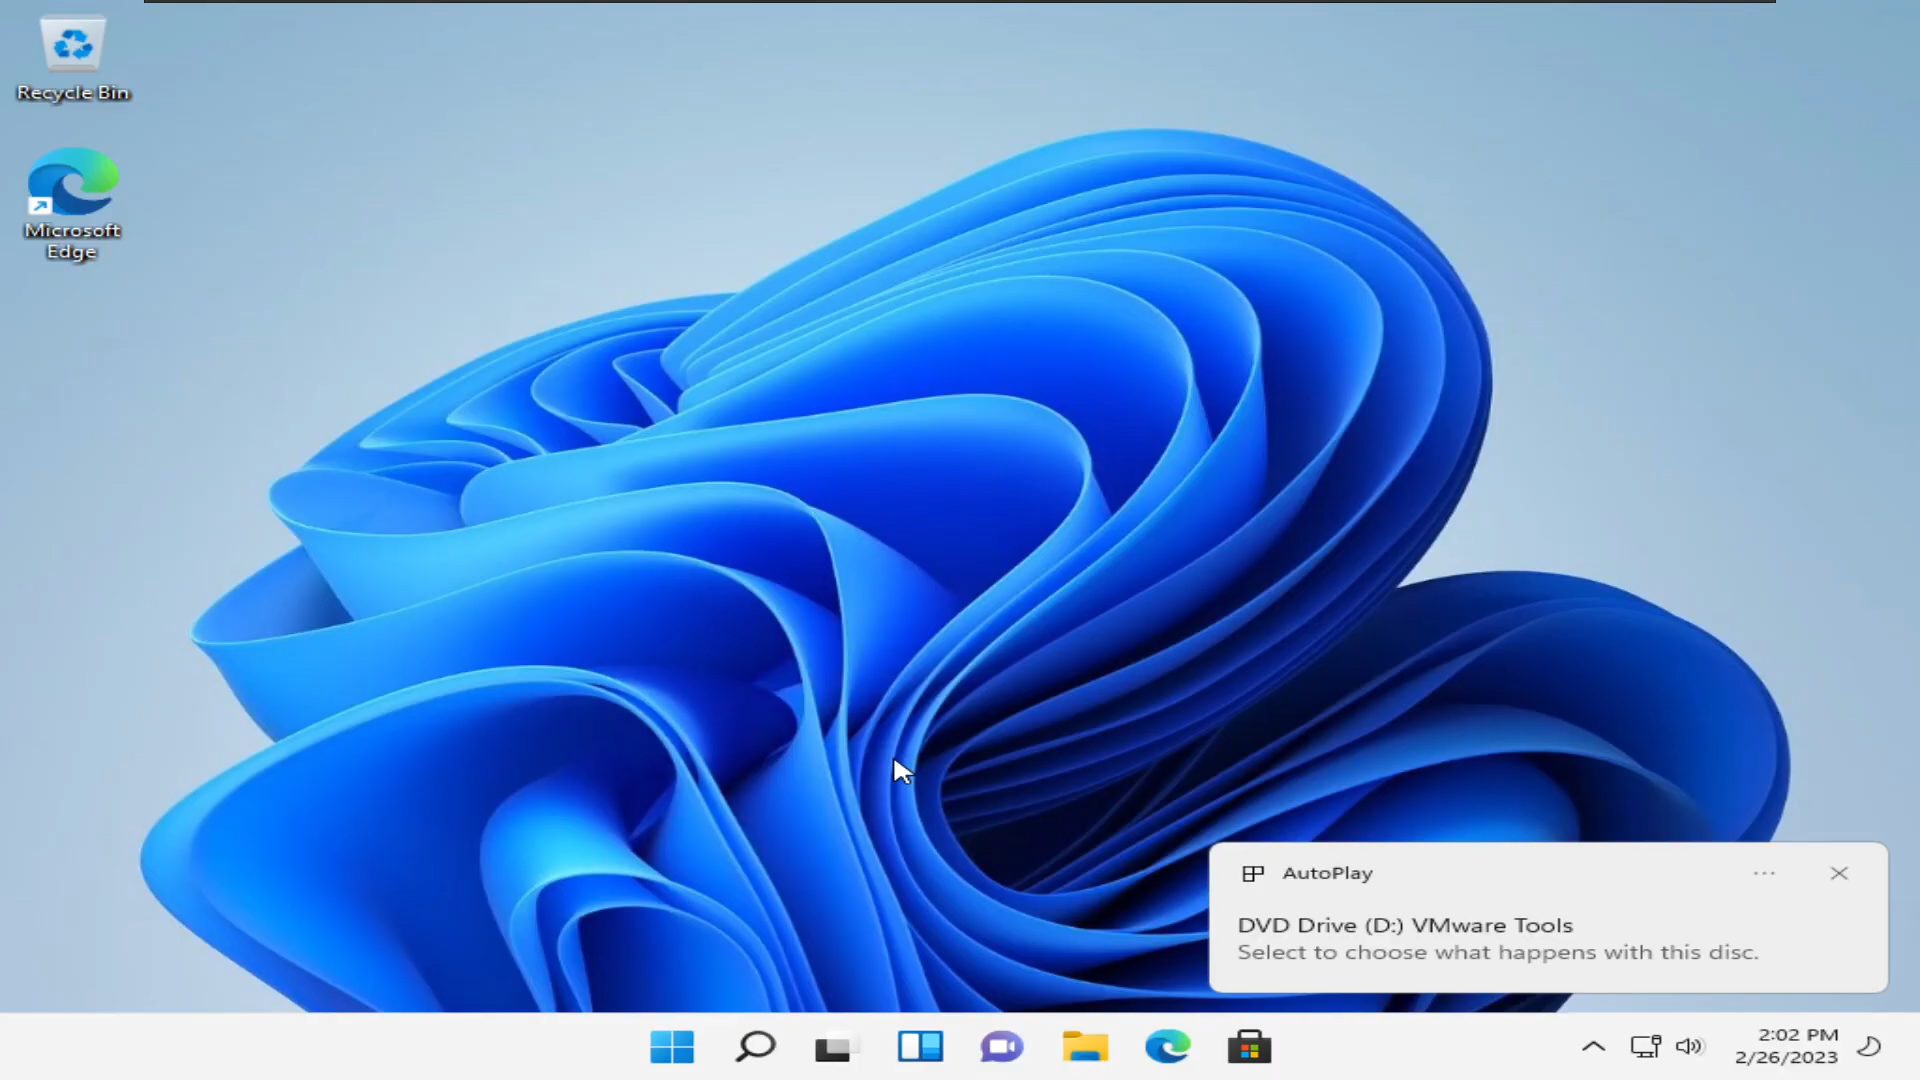 Recycle Bin
Microsoft
Edge
AutoPlay
DVD Drive (D:) VMware Tools
Select to choose what happens with this disc.
2:02 PM
2/26/2023